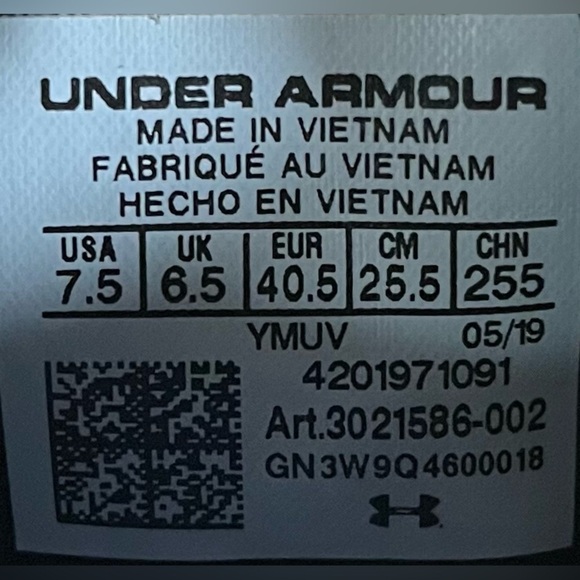 UNDER ARMOUR
MADE IN VIETNAM
FABRIQUÉ AU VIETNAM
HECHO EN VIETNAM
USA UK EUR CM CHN
7.5 6.5 40.5 25.5 255
YMUV 05/19
4201971091
Art.3021586-002
GN3W9Q4600018